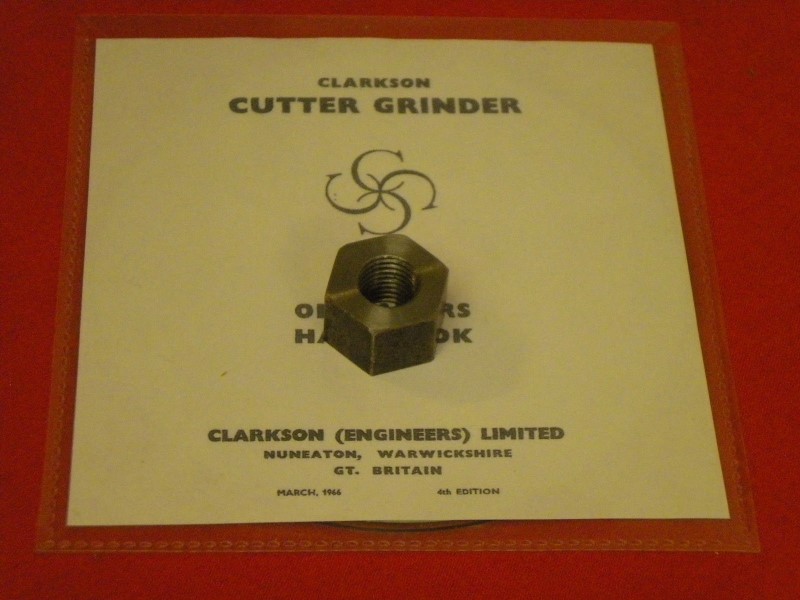 CLARKSON
CUTTER GRINDER
CLARKSON (ENGINEERS) LIMITED
NUNEATON, WARWICKSHIRE
GT. BRITAIN
MARCH, 1966 4th EDITION